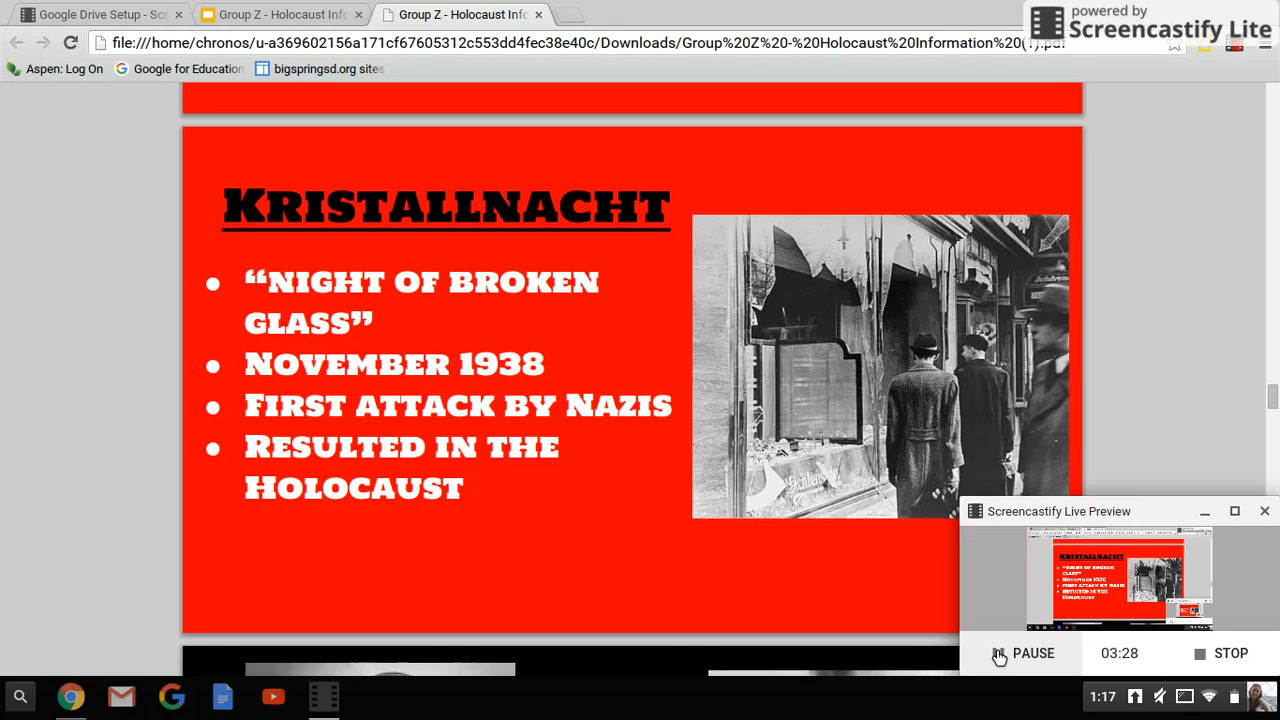 Google Drive Setup - Scr
Group Z - Holocaust Info
Group Z - Holocaust Info
powered by
Screencastify Lite
file:///home/chronos/u-a369602156a171cf67605312c553dd4fec38e40c/Downloads/Group%20Z%20-%20Holocaust%20Information%20(1).pdf
Aspen: Log On
Google for Education
bigspringsd.org sites
Kristallnacht
● “night of broken
glass”
● November 1938
● First attack by Nazis
● Resulted in the
Holocaust
Screencastify Live Preview
Kristallnacht
PAUSE 03:28 STOP
1:17